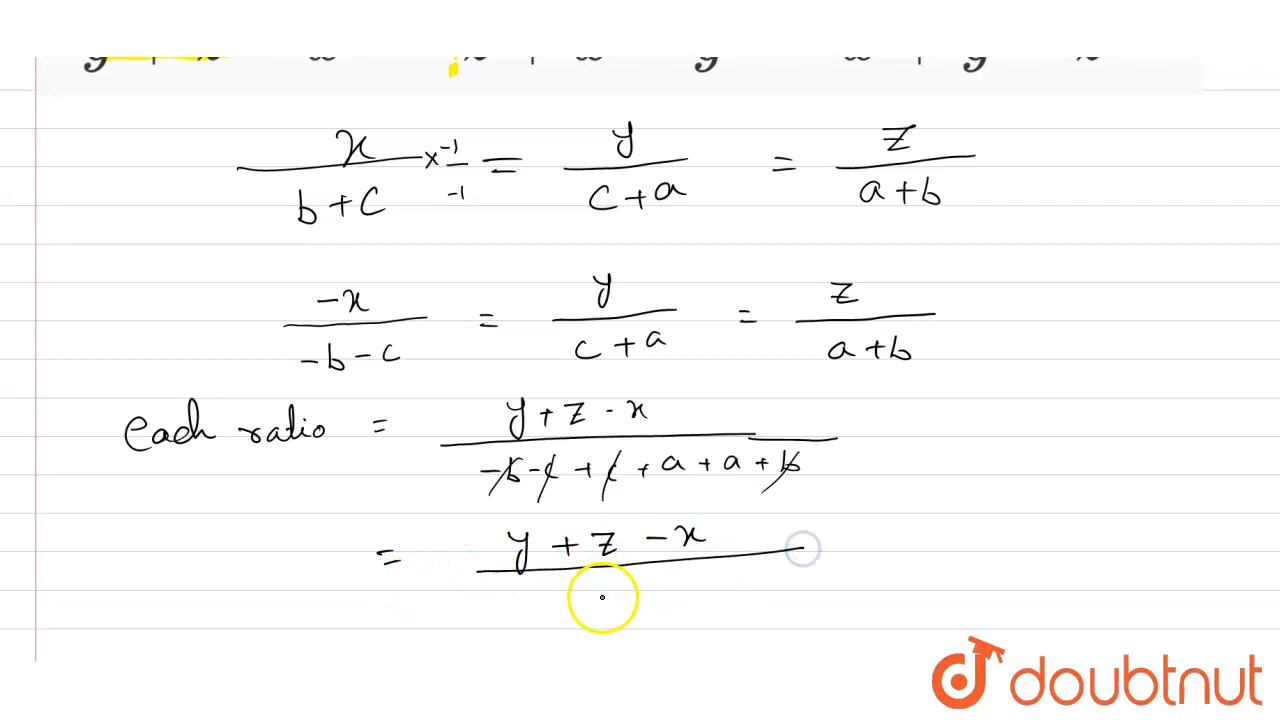 x/(b+c) × -1/-1 = y/(c+a) = z/(a+b)
-x/(-b-c) = y/(c+a) = z/(a+b)
each ratio = (y+z-x)/(-b-c+c+a+a+b)
= y+z-x
doubtnut